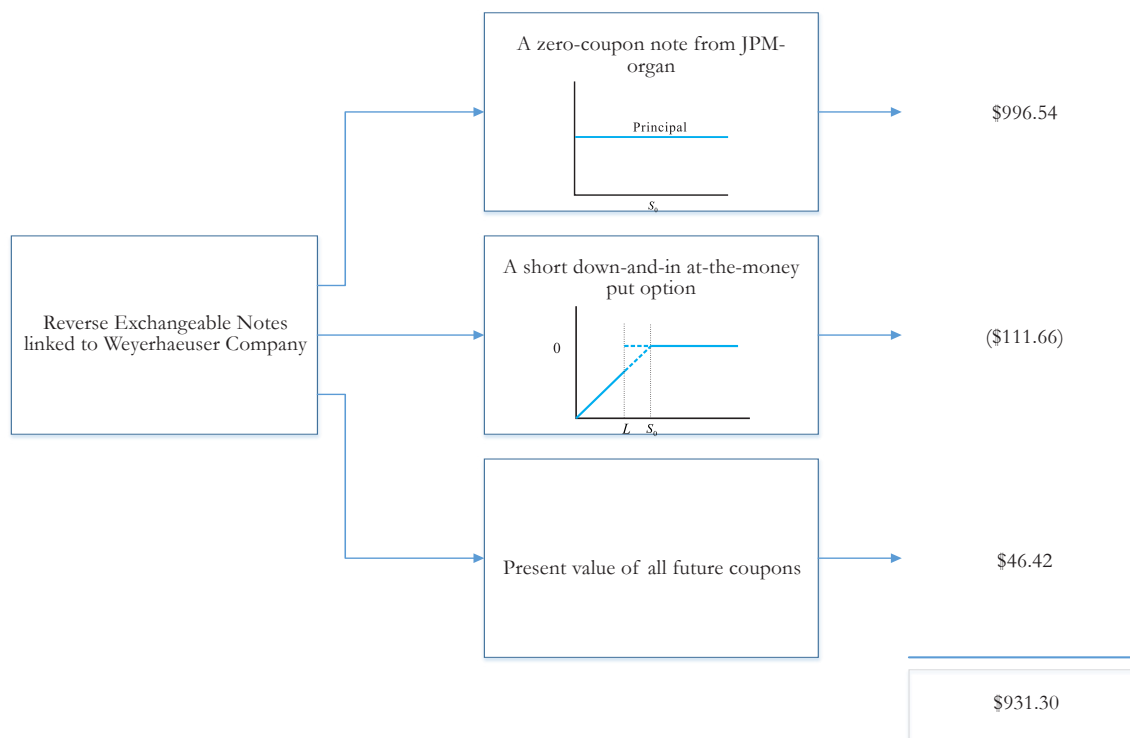 A zero-coupon note from JPM-
organ
Principal
S₀
$996.54
Reverse Exchangeable Notes
linked to Weyerhaeuser Company
A short down-and-in at-the-money
put option
0
L S₀
($111.66)
Present value of all future coupons
$46.42
$931.30